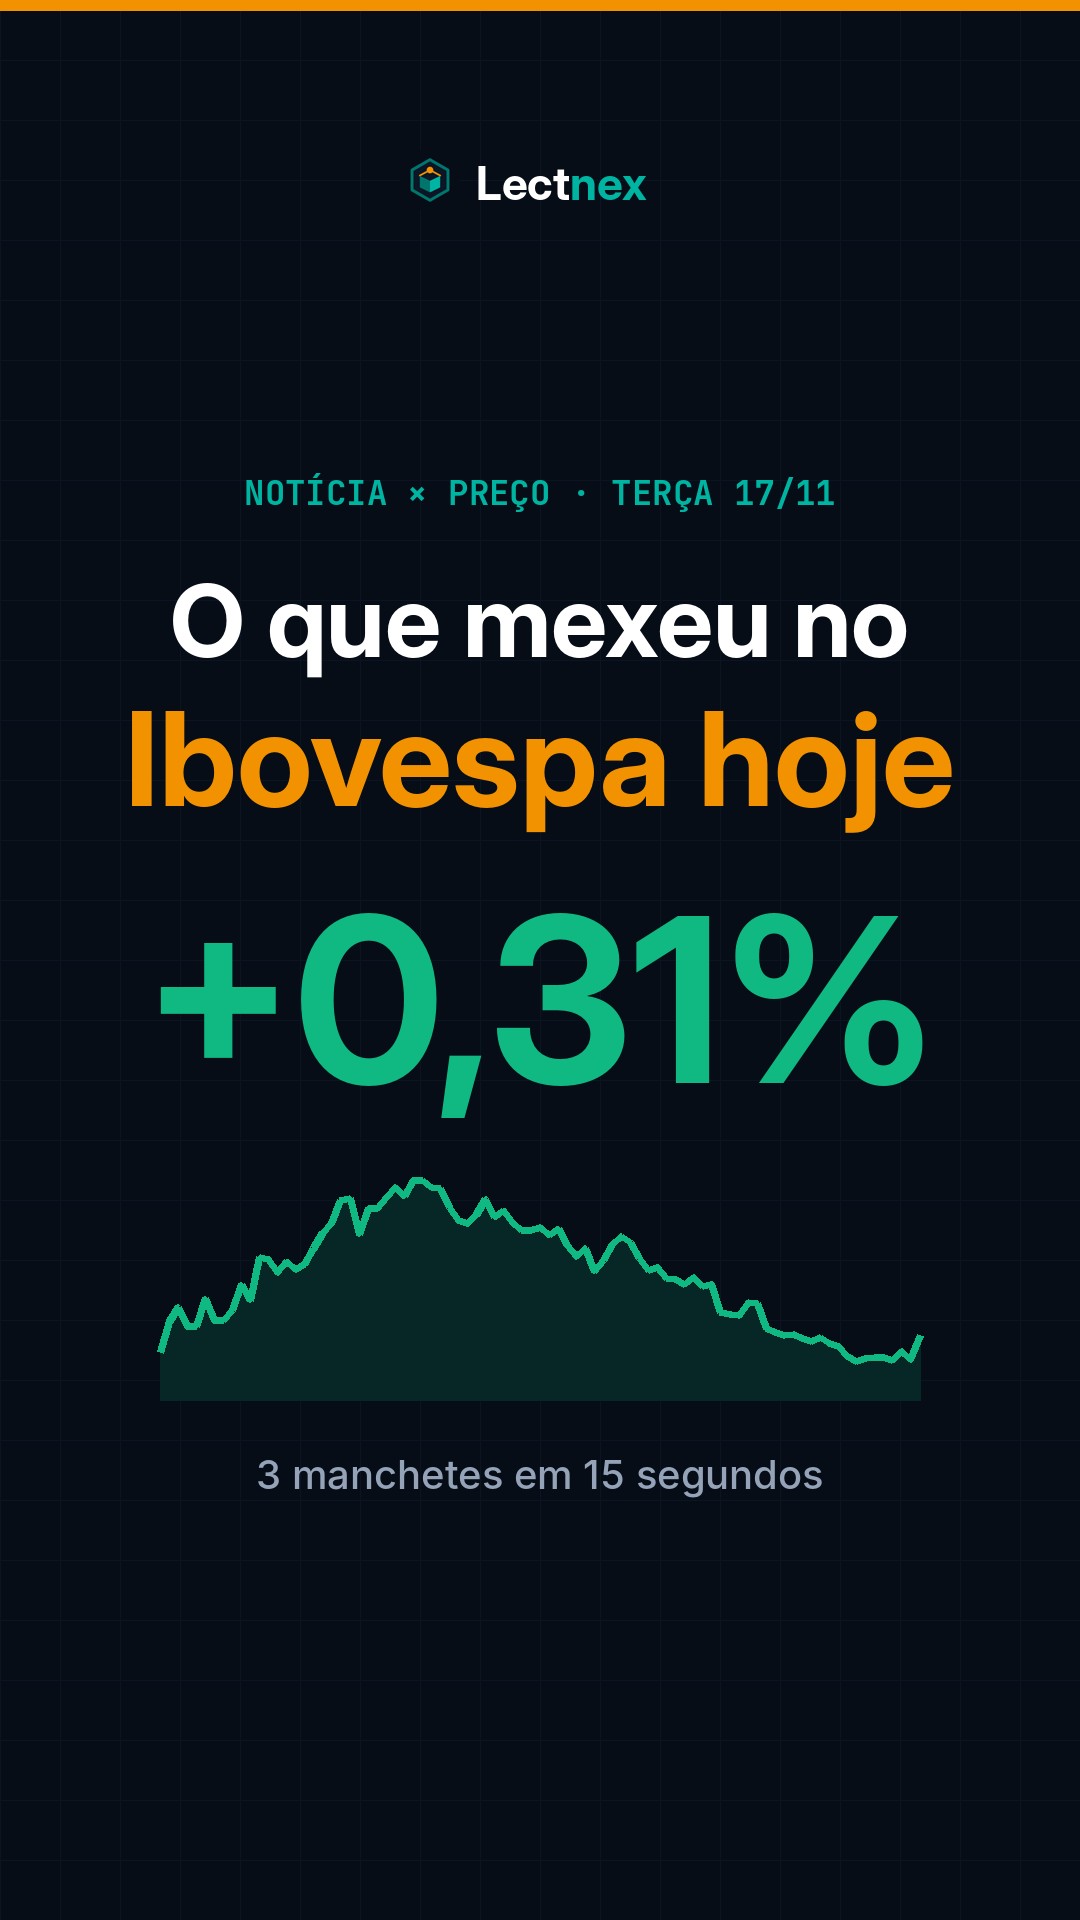 Lectnex
NOTÍCIA × PREÇO · TERÇA 17/11
O que mexeu no
Ibovespa hoje
+0,31%
3 manchetes em 15 segundos